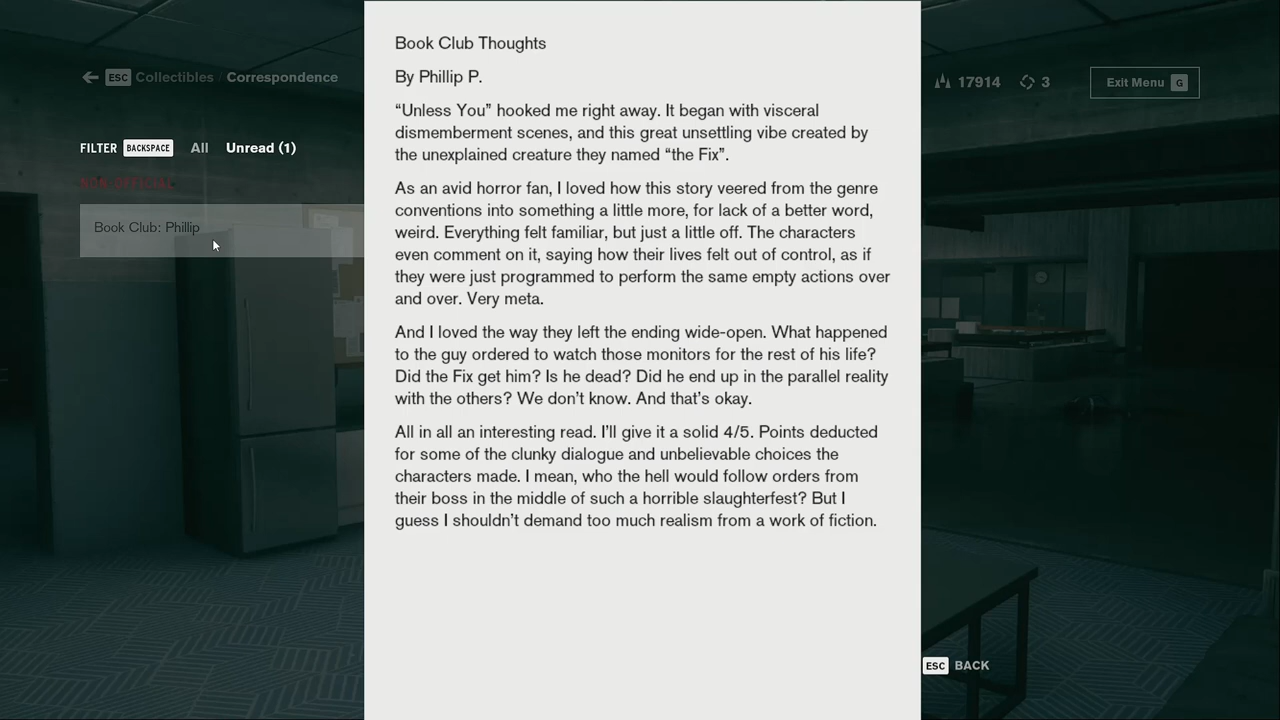 Book Club Thoughts
By Phillip P.
“Unless You” hooked me right away. It began with visceral
dismemberment scenes, and this great unsettling vibe created by
the unexplained creature they named “the Fix”.
As an avid horror fan, I loved how this story veered from the genre
conventions into something a little more, for lack of a better word,
weird. Everything felt familiar, but just a little off. The characters
even comment on it, saying how their lives felt out of control, as if
they were just programmed to perform the same empty actions over
and over. Very meta.
And I loved the way they left the ending wide-open. What happened
to the guy ordered to watch those monitors for the rest of his life?
Did the Fix get him? Is he dead? Did he end up in the parallel reality
with the others? We don’t know. And that’s okay.
All in all an interesting read. I’ll give it a solid 4/5. Points deducted
for some of the clunky dialogue and unbelievable choices the
characters made. I mean, who the hell would follow orders from
their boss in the middle of such a horrible slaughterfest? But I
guess I shouldn’t demand too much realism from a work of fiction.
ESC Collectibles / Correspondence
17914 3 Exit Menu G
FILTER BACKSPACE All Unread (1)
NON-OFFICIAL
Book Club: Phillip
ESC BACK